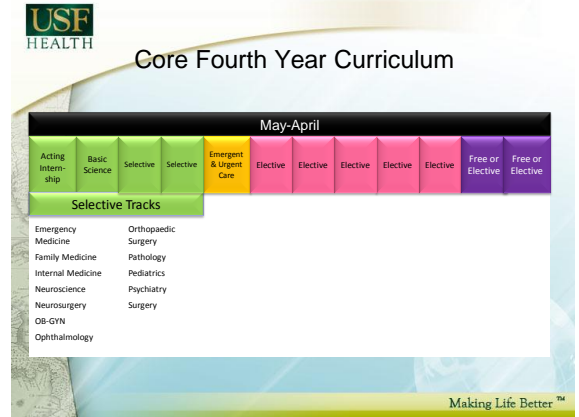 USF
HEALTH
Core Fourth Year Curriculum
May-April
Acting
Intern-
ship
Basic
Science
Selective
Selective
Emergent
& Urgent
Care
Elective
Elective
Elective
Elective
Elective
Free or
Elective
Free or
Elective
Selective Tracks
Emergency
Medicine
Family Medicine
Internal Medicine
Neuroscience
Neurosurgery
OB-GYN
Ophthalmology
Orthopaedic
Surgery
Pathology
Pediatrics
Psychiatry
Surgery
Making Life Better ™